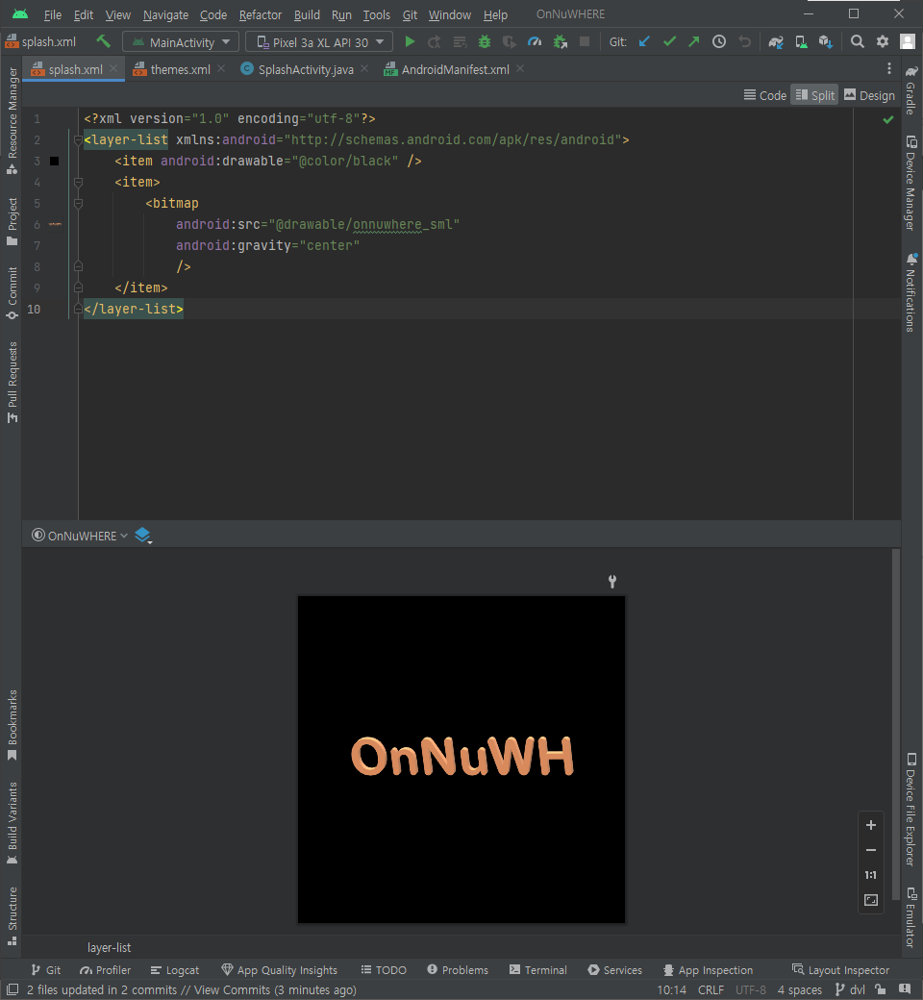 File Edit View Navigate Code Refactor Build Run Tools Git Window Help OnNuWHERE
splash.xml MainActivity Pixel 3a XL API 30 Git:
splash.xml themes.xml SplashActivity.java AndroidManifest.xml
Code Split Design
1 <?xml version="1.0" encoding="utf-8"?>
2 <layer-list xmlns:android="http://schemas.android.com/apk/res/android">
3 <item android:drawable="@color/black" />
4 <item>
5 <bitmap
6 android:src="@drawable/onnuwhere_sml"
7 android:gravity="center"
8 />
9 </item>
10 </layer-list>
Resource Manager
Project
Commit
Pull Requests
Bookmarks
Build Variants
Structure
Gradle
Device Manager
Notifications
Device File Explorer
Emulator
OnNuWHERE
OnNuWH
1:1
layer-list
Git Profiler Logcat App Quality Insights TODO Problems Terminal Services App Inspection Layout Inspector
2 files updated in 2 commits // View Commits (3 minutes ago) 10:14 CRLF UTF-8 4 spaces dvl